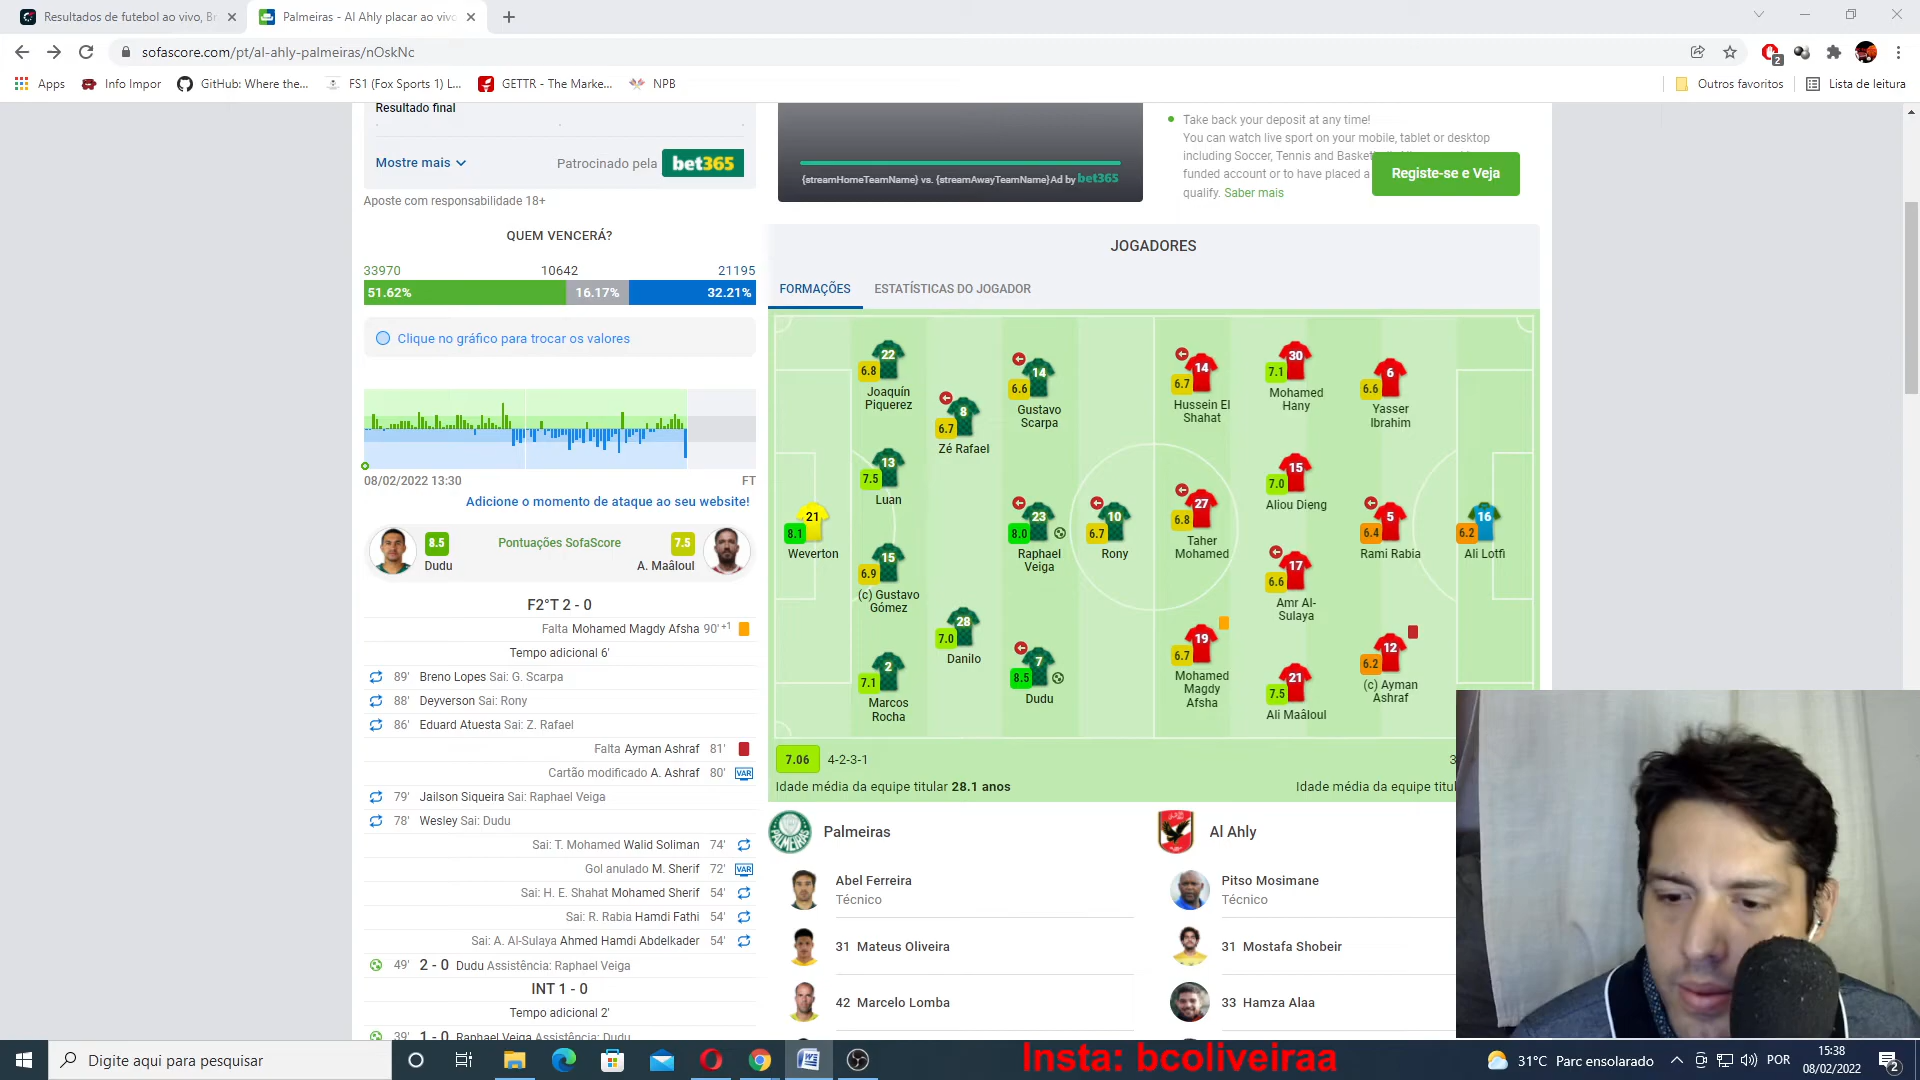 Resultados de futebol ao vivo, Br
Palmeiras - Al Ahly placar ao vivo
sofascore.com/pt/al-ahly-palmeiras/nOskNc
2
Apps
Info Impor
GitHub: Where the...
FS1 (Fox Sports 1) L...
GETTR - The Marke...
NPB
Outros favoritos
Lista de leitura
Resultado final
Mostre mais
Patrocinado pela bet365
Aposte com responsabilidade 18+
{streamHomeTeamName} vs. {streamAwayTeamName} Ad by bet365
Take back your deposit at any time!
You can watch live sport on your mobile, tablet or desktop
including Soccer, Tennis and Basketb
funded account or to have placed a
qualify. Saber mais
Registe-se e Veja
QUEM VENCERÁ?
33970 10642 21195
51.62% 16.17% 32.21%
Clique no gráfico para trocar os valores
08/02/2022 13:30 FT
Adicione o momento de ataque ao seu website!
8.5 Pontuações SofaScore 7.5
Dudu A. Maâloul
F2°T 2 - 0
Falta Mohamed Magdy Afsha 90'+1
Tempo adicional 6'
89' Breno Lopes Sai: G. Scarpa
88' Deyverson Sai: Rony
86' Eduard Atuesta Sai: Z. Rafael
Falta Ayman Ashraf 81'
Cartão modificado A. Ashraf 80' VAR
79' Jailson Siqueira Sai: Raphael Veiga
78' Wesley Sai: Dudu
Sai: T. Mohamed Walid Soliman 74'
Gol anulado M. Sherif 72' VAR
Sai: H. E. Shahat Mohamed Sherif 54'
Sai: R. Rabia Hamdi Fathi 54'
Sai: A. Al-Sulaya Ahmed Hamdi Abdelkader 54'
49' 2 - 0 Dudu Assistência: Raphael Veiga
INT 1 - 0
Tempo adicional 2'
39' 1 - 0 Raphael Veiga Assistência: Dudu
JOGADORES
FORMAÇÕES ESTATÍSTICAS DO JOGADOR
21
8.1
Weverton
22
6.8
Joaquín
Piquerez
13
7.5
Luan
15
6.9
(c) Gustavo
Gómez
2
7.1
Marcos
Rocha
8
6.7
Zé Rafael
28
7.0
Danilo
14
6.6
Gustavo
Scarpa
23
8.0
Raphael
Veiga
7
8.5
Dudu
10
6.7
Rony
14
6.7
Hussein El
Shahat
27
6.8
Taher
Mohamed
19
6.7
Mohamed
Magdy
Afsha
30
7.1
Mohamed
Hany
15
7.0
Aliou Dieng
17
6.6
Amr Al-
Sulaya
21
7.5
Ali Maâloul
6
6.6
Yasser
Ibrahim
5
6.4
Rami Rabia
12
6.2
(c) Ayman
Ashraf
16
6.2
Ali Lotfi
7.06 4-2-3-1 3
Idade média da equipe titular 28.1 anos
Idade média da equipe titul
PALMEIRAS
Palmeiras
Al Ahly
Abel Ferreira
Técnico
31 Mateus Oliveira
42 Marcelo Lomba
Pitso Mosimane
Técnico
31 Mostafa Shobeir
33 Hamza Alaa
Digite aqui para pesquisar
Insta: bcoliveiraa
31°C Parc ensolarado
POR
15:38
08/02/2022
2